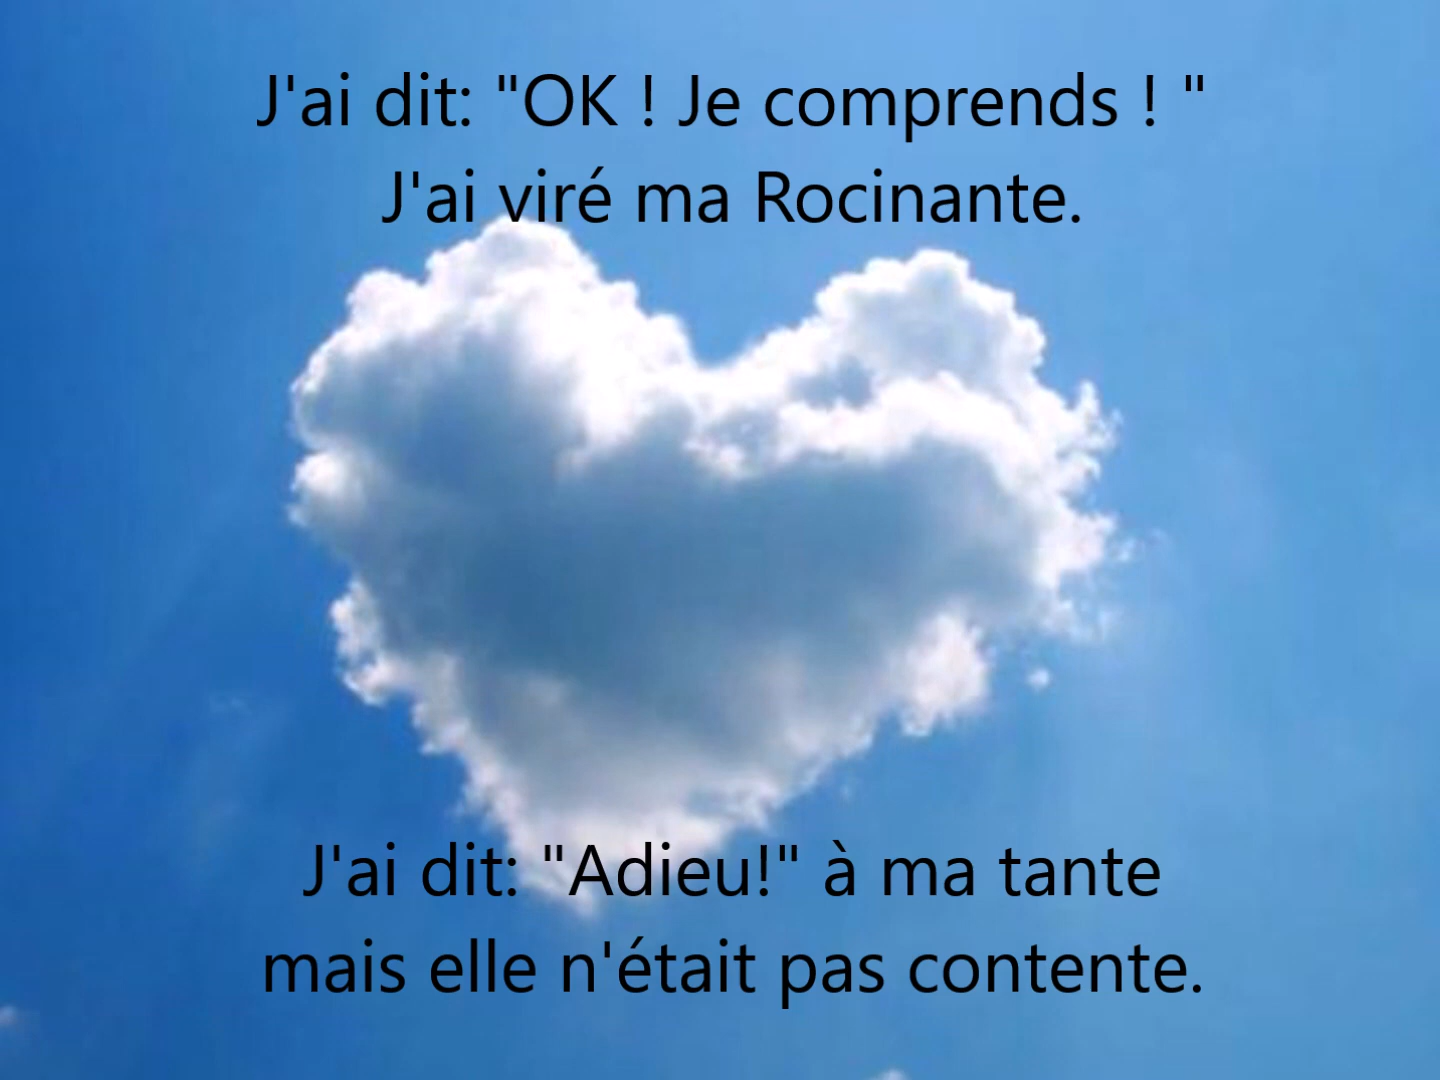 J'ai dit: "OK ! Je comprends ! "
J'ai viré ma Rocinante.
J'ai dit: "Adieu!" à ma tante
mais elle n'était pas contente.